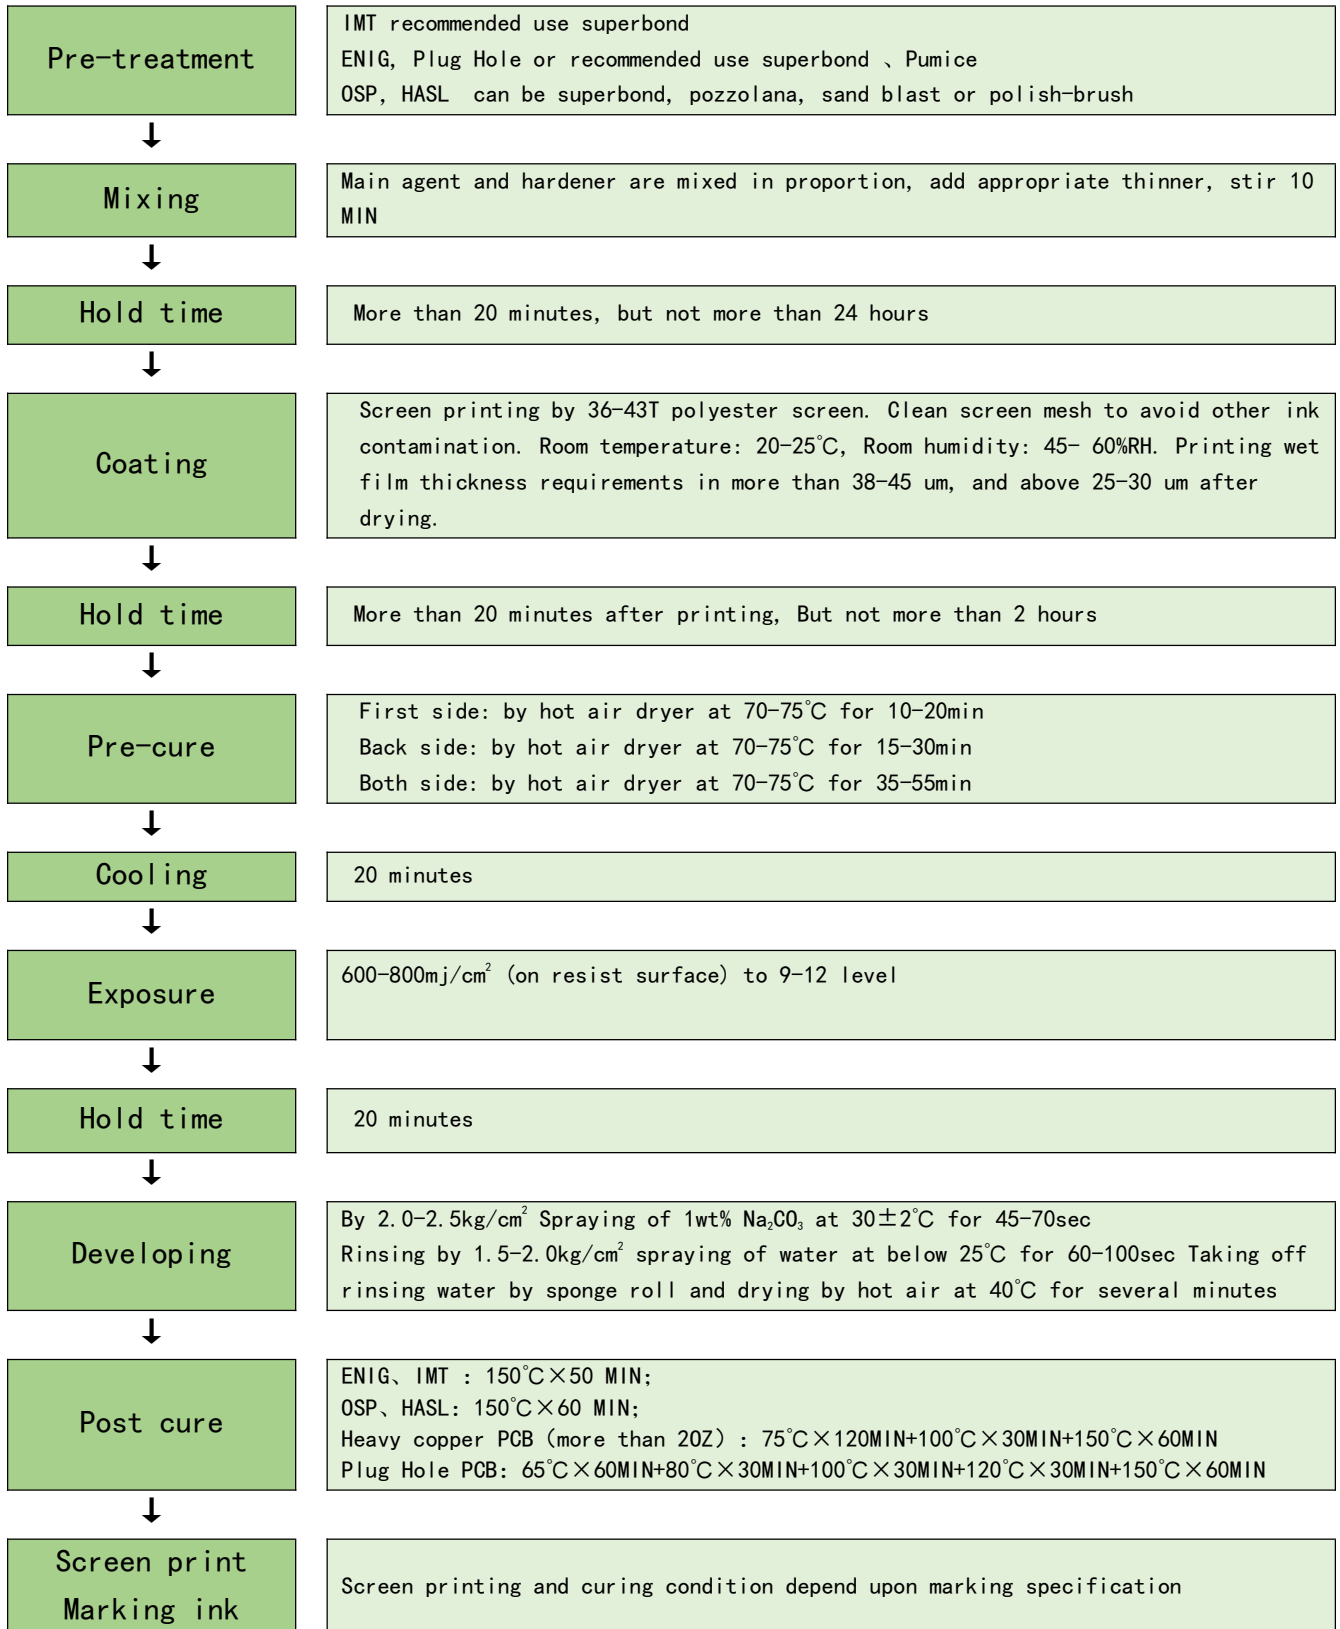 Pre-treatment
IMT recommended use superbond
ENIG, Plug Hole or recommended use superbond 、Pumice
OSP, HASL can be superbond, pozzolana, sand blast or polish-brush
Mixing
Main agent and hardener are mixed in proportion, add appropriate thinner, stir 10
MIN
Hold time
More than 20 minutes, but not more than 24 hours
Coating
Screen printing by 36-43T polyester screen. Clean screen mesh to avoid other ink
contamination. Room temperature: 20-25℃, Room humidity: 45- 60%RH. Printing wet
film thickness requirements in more than 38-45 um, and above 25-30 um after
drying.
Hold time
More than 20 minutes after printing, But not more than 2 hours
Pre-cure
First side: by hot air dryer at 70-75℃ for 10-20min
Back side: by hot air dryer at 70-75℃ for 15-30min
Both side: by hot air dryer at 70-75℃ for 35-55min
Cooling
20 minutes
Exposure
600-800mj/cm² (on resist surface) to 9-12 level
Hold time
20 minutes
Developing
By 2.0-2.5kg/cm² Spraying of 1wt% Na₂CO₃ at 30±2℃ for 45-70sec
Rinsing by 1.5-2.0kg/cm² spraying of water at below 25℃ for 60-100sec Taking off
rinsing water by sponge roll and drying by hot air at 40℃ for several minutes
Post cure
ENIG、IMT : 150℃×50 MIN;
OSP、HASL: 150℃×60 MIN;
Heavy copper PCB（more than 2OZ）: 75℃×120MIN+100℃×30MIN+150℃×60MIN
Plug Hole PCB: 65℃×60MIN+80℃×30MIN+100℃×30MIN+120℃×30MIN+150℃×60MIN
Screen print
Marking ink
Screen printing and curing condition depend upon marking specification